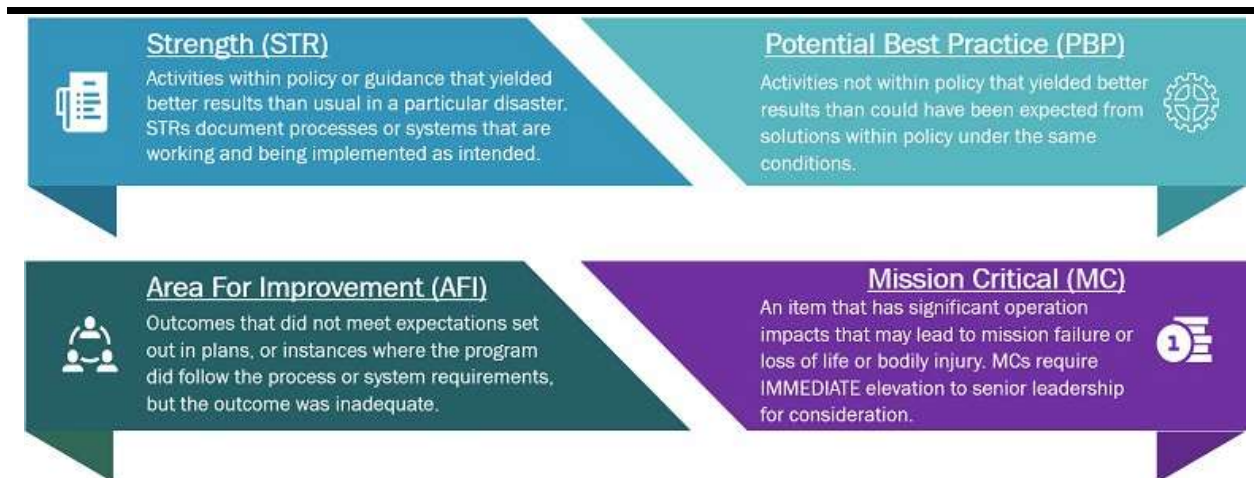 Strength (STR)
Activities within policy or guidance that yielded
better results than usual in a particular disaster.
STRs document processes or systems that are
working and being implemented as intended.
Potential Best Practice (PBP)
Activities not within policy that yielded better
results than could have been expected from
solutions within policy under the same
conditions.
Area For Improvement (AFI)
Outcomes that did not meet expectations set
out in plans, or instances where the program
did follow the process or system requirements,
but the outcome was inadequate.
Mission Critical (MC)
An item that has significant operation
impacts that may lead to mission failure or
loss of life or bodily injury. MCs require
IMMEDIATE elevation to senior leadership
for consideration.
1